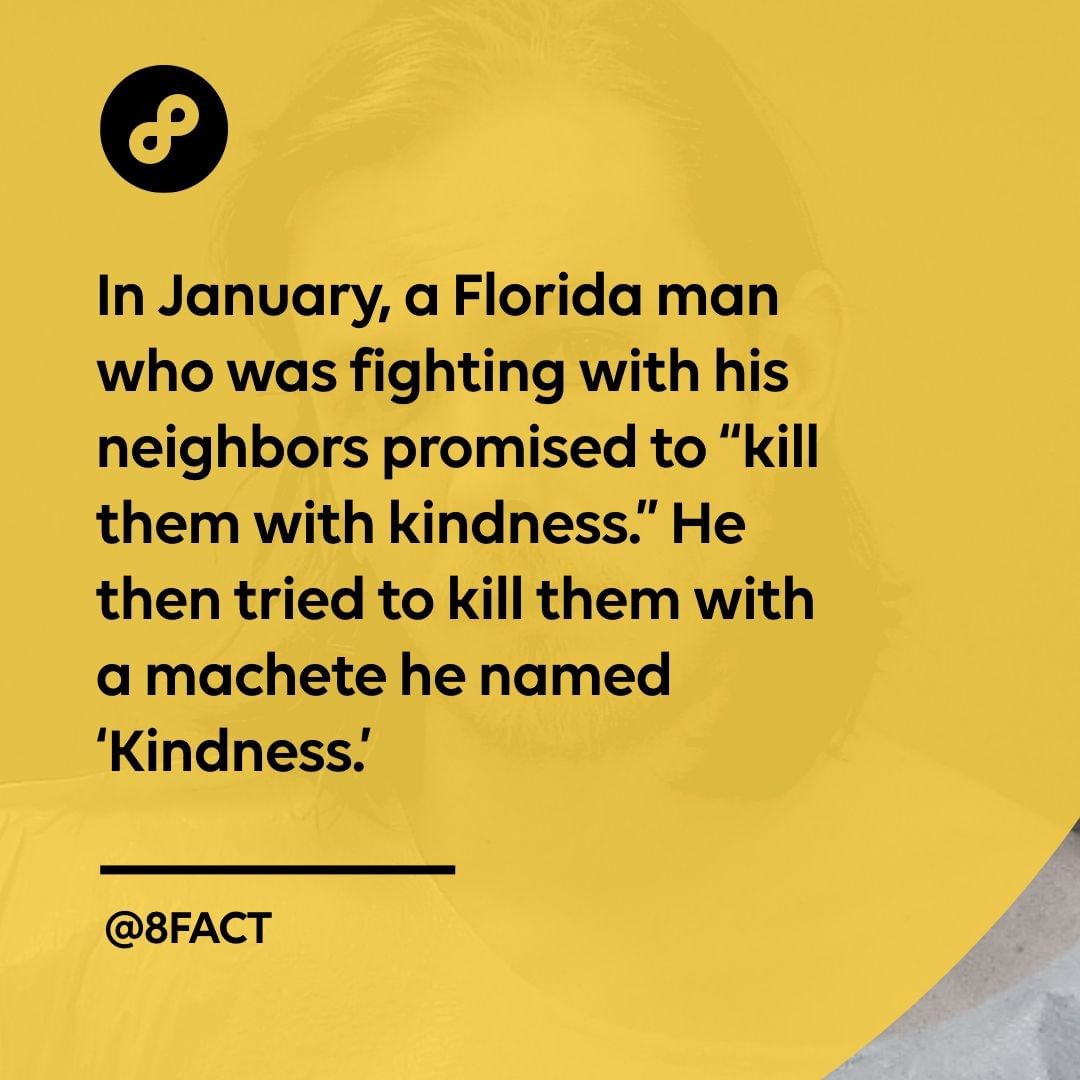 In January, a Florida man
who was fighting with his
neighbors promised to “kill
them with kindness.” He
then tried to kill them with
a machete he named
‘Kindness.’
@8FACT